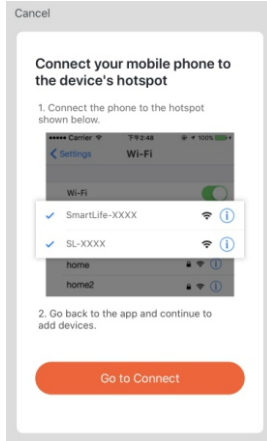 Cancel
Connect your mobile phone to
the device's hotspot
1. Connect the phone to the hotspot
shown below.
Carrier 下午2:48 100%
Settings Wi-Fi
Wi-Fi
SmartLife-XXXX
SL-XXXX
home
home2
2. Go back to the app and continue to
add devices.
Go to Connect